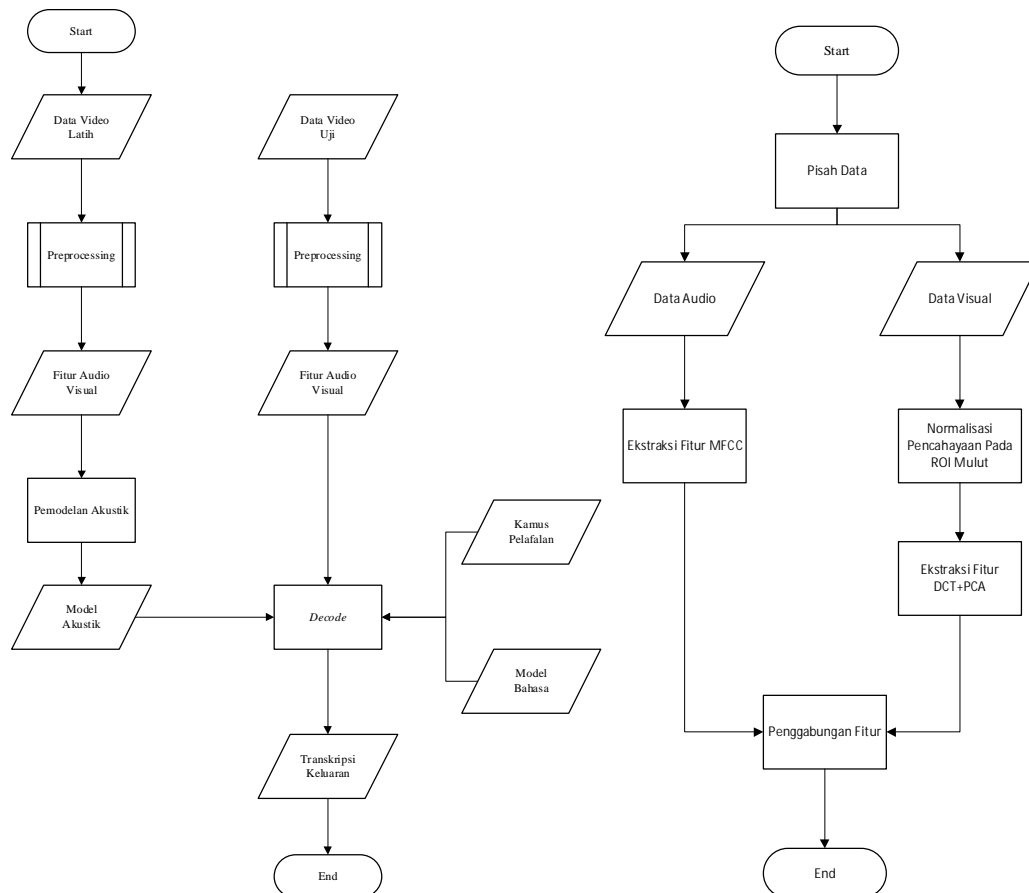 Start
Data Video
Latih
Preprocessing
Fitur Audio
Visual
Pemodelan Akustik
Model
Akustik
Data Video
Uji
Preprocessing
Fitur Audio
Visual
Kamus
Pelafalan
Decode
Model
Bahasa
Transkripsi
Keluaran
End
Start
Pisah Data
Data Audio
Data Visual
Ekstraksi Fitur MFCC
Normalisasi
Pencahayaan Pada
ROI Mulut
Ekstraksi Fitur
DCT+PCA
Penggabungan Fitur
End